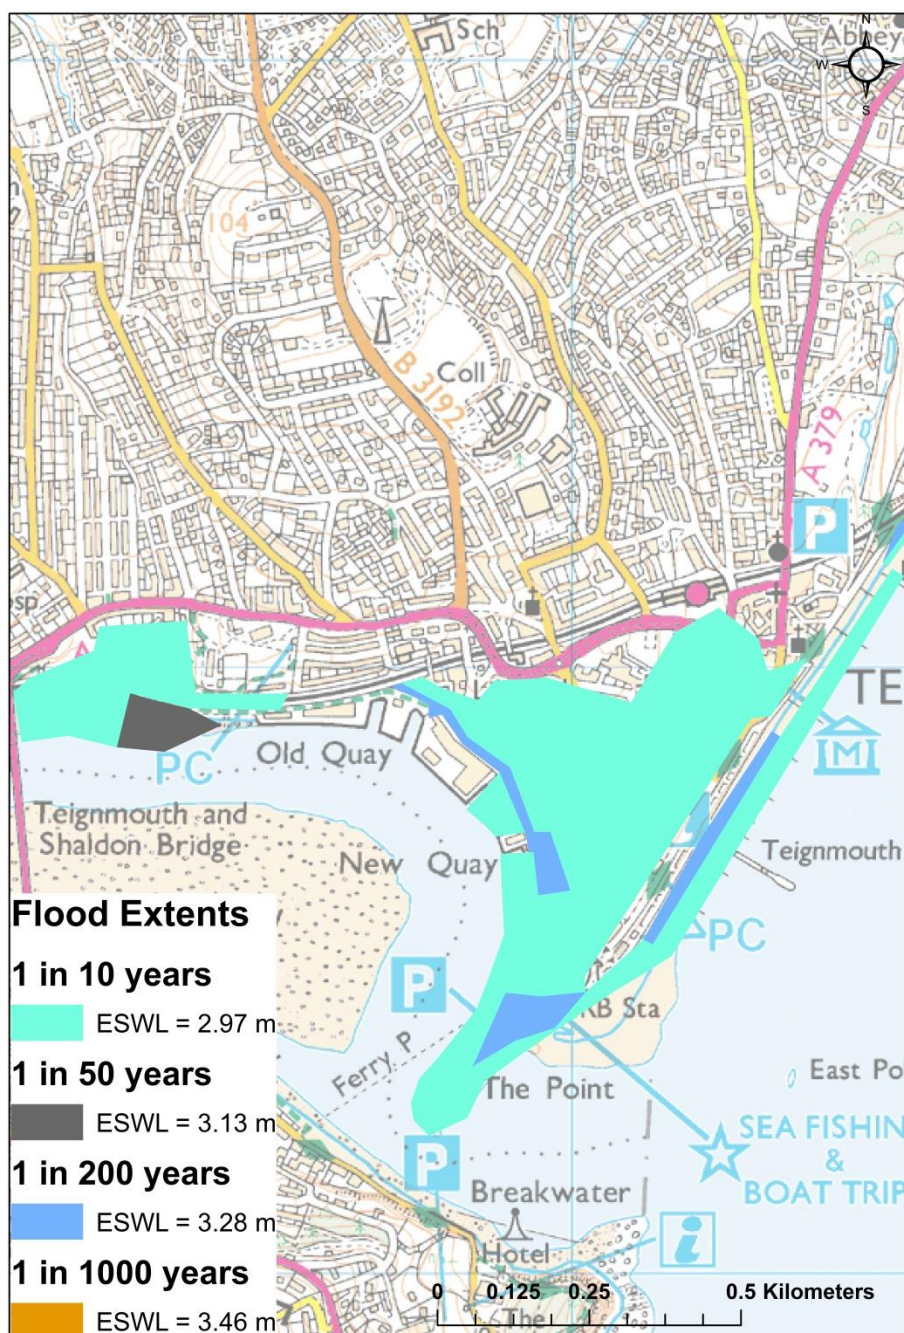 Sch
Abbey
N
W
S
104
B 3192
Coll
A 379
P
osp
TE
M
PC
Old Quay
Teignmouth and
Shaldon Bridge
New Quay
Teignmouth
PC
Flood Extents
1 in 10 years
ESWL = 2.97 m
1 in 50 years
ESWL = 3.13 m
1 in 200 years
ESWL = 3.28 m
1 in 1000 years
ESWL = 3.46 m
P
RB Sta
Ferry P
The Point
East Po
P
SEA FISHIN
&
BOAT TRIP
Breakwater
i
Hotel
The
0 0.125 0.25 0.5 Kilometers